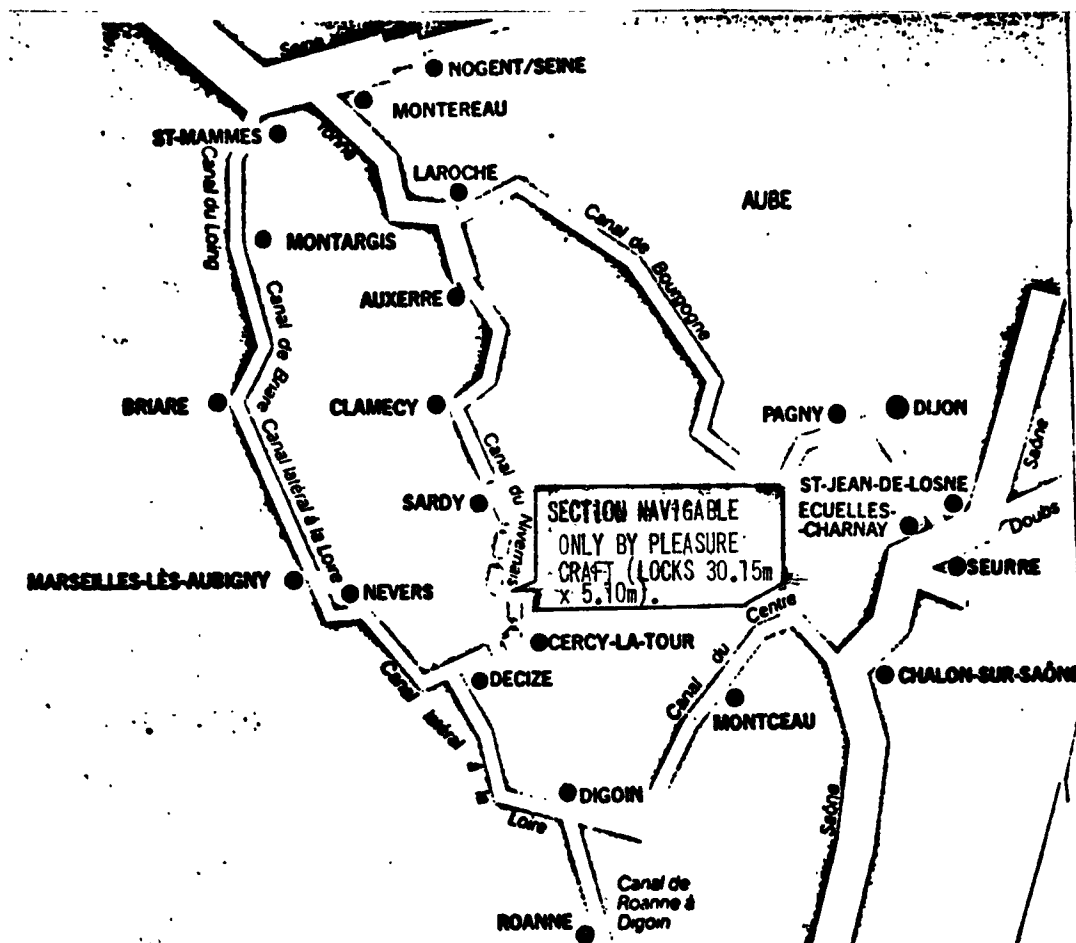 Seine
NOGENT/SEINE
MONTEREAU
ST-MAMMES
Yonne
LAROCHE
Canal du Loing
AUBE
MONTARGIS
Canal de Bourgogne
AUXERRE
Canal de Briare
BRIARE
CLAMECY
PAGNY
DIJON
Saône
Canal latéral à la Loire
Canal du Nivernais
SARDY
ST-JEAN-DE-LOSNE
ECUELLES-
CHARNAY
Doubs
SECTION NAVIGABLE
ONLY BY PLEASURE
CRAFT (LOCKS 30.15m
x 5.10m).
MARSEILLES-LÈS-AUBIGNY
NEVERS
SEURRE
Canal du Centre
CERCY-LA-TOUR
DECIZE
CHALON-SUR-SAÔNE
MONTCEAU
Canal latéral à la Loire
DIGOIN
Saône
Canal de
Roanne à
Digoin
ROANNE